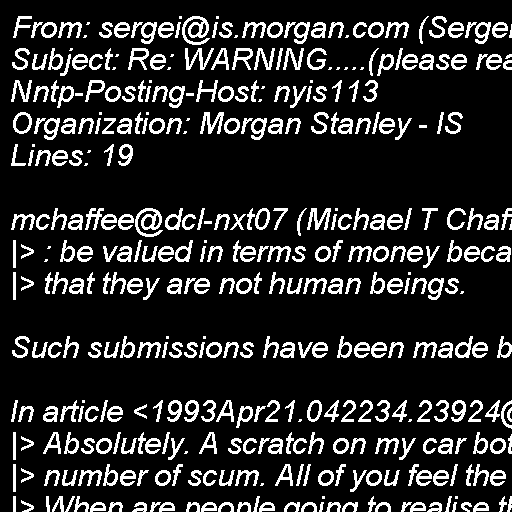 From: sergei@is.morgan.com (Sergei
Subject: Re: WARNING.....(please rea
Nntp-Posting-Host: nyis113
Organization: Morgan Stanley - IS
Lines: 19

mchaffee@dcl-nxt07 (Michael T Chaff
|> : be valued in terms of money beca
|> that they are not human beings.

Such submissions have been made b

In article <1993Apr21.042234.23924@
|> Absolutely. A scratch on my car bot
|> number of scum. All of you feel the
|> When are people going to realise th